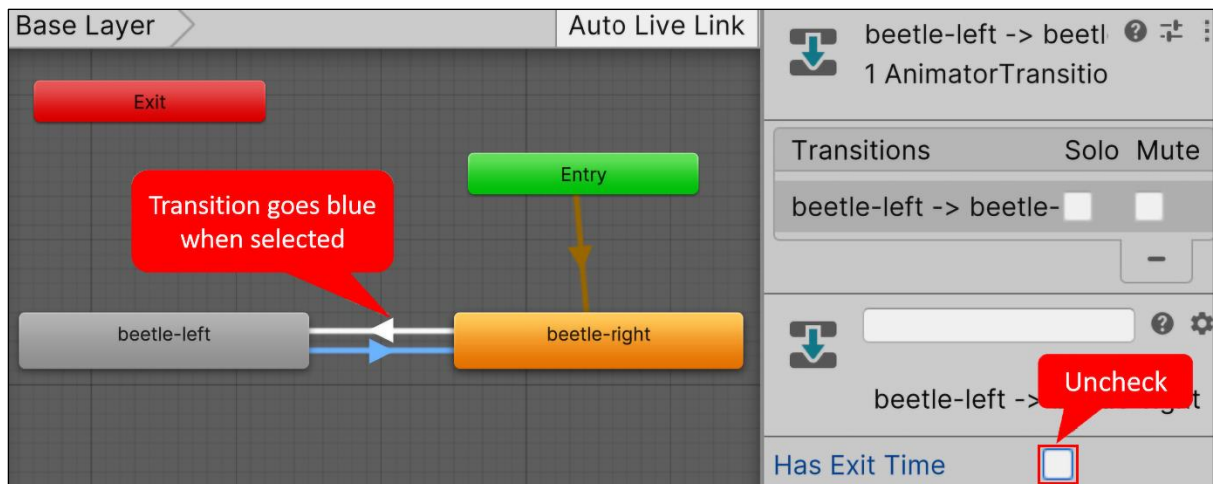 Base Layer
Auto Live Link
Exit
Entry
Transition goes blue
when selected
beetle-left
beetle-right
beetle-left -> beetl
1 AnimatorTransitio
Transitions Solo Mute
beetle-left -> beetle-
beetle-left ->
Uncheck
Has Exit Time